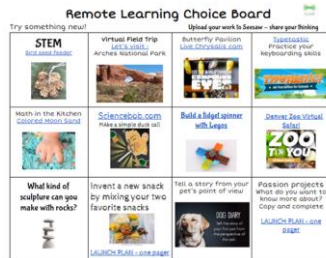 Remote Learning Choice Board
Try something new!
Upload your work to Seesaw - share your thinking
STEM
Bird seed feeder
Virtual Field Trip
Let's visit :
Arches National Park
Butterfly Pavilion
Live Chrysalis cam
Typetastic
Practice your
keyboarding skills
Math in the Kitchen
Colored Moon Sand
Sciencebob.com
Make a simple duck call
Build a fidget spinner
with Legos
Denver Zoo Virtual
Safari
ZOO
TO YOU
What kind of
sculpture can you
make with rocks?
Invent a new snack
by mixing your two
favorite snacks
LAUNCH PLAN - one
pager
Tell a story from your
pet's point of view
DOG DIARY
Passion projects
What do you want to
know more about?
Copy and complete
LAUNCH PLAN - one
pager